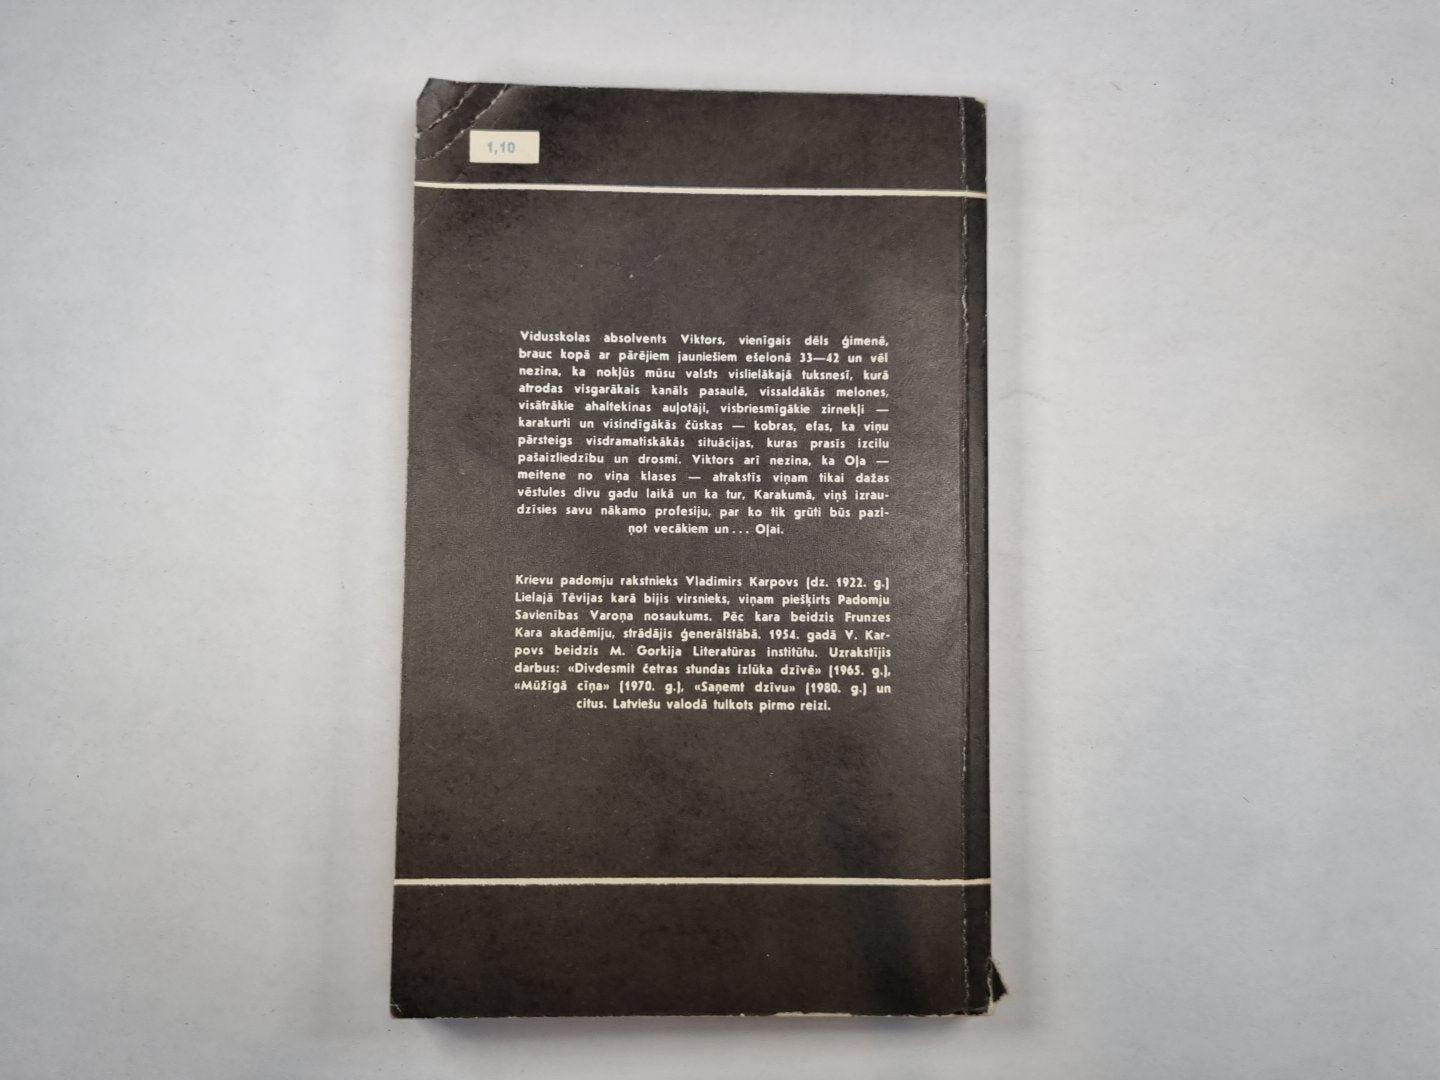 1,10
Vidusskolas absolvents Viktors, vienīgais dēls ģimenē,
brauc kopā ar pārējiem jauniešiem ešelonā 33—42 un vēl
nezina, ka nokļūs mūsu valsts vislielākajā tuksnesī, kurā
atrodas visgarākais kanāls pasaulē, vissaldākās melones,
visātrākie ahaltekinas auļotāji, visbriesmīgākie zirnekļi —
karakurti un visindīgākās čūskas — kobras, efas, ka viņu
pārsteigs visdramatiskākās situācijas, kuras prasīs izcilu
pašaizliedzību un drosmi. Viktors arī nezina, ka Oļa —
meitene no viņa klases — atrakstīs viņam tikai dažas
vēstules divu gadu laikā un ka tur, Karakumā, viņš izrau-
dzīsies savu nākamo profesiju, par ko tik grūti būs pazi-
ņot vecākiem un... Oļai.
Krievu padomju rakstnieks Vladimirs Karpovs (dz. 1922. g.)
Lielajā Tēvijas karā bijis virsnieks, viņam piešķirts Padomju
Savienības Varoņa nosaukums. Pēc kara beidzis Frunzes
Kara akadēmiju, strādājis ģenerālštābā. 1954. gadā V. Kar-
povs beidzis M. Gorkija Literatūras institūtu. Uzrakstījis
darbus: «Divdesmit četras stundas izlūka dzīvē» (1965. g.),
«Mūžīgā cīņa» (1970. g.), «Saņemt dzīvu» (1980. g.) un
citus. Latviešu valodā tulkots pirmo reizi.